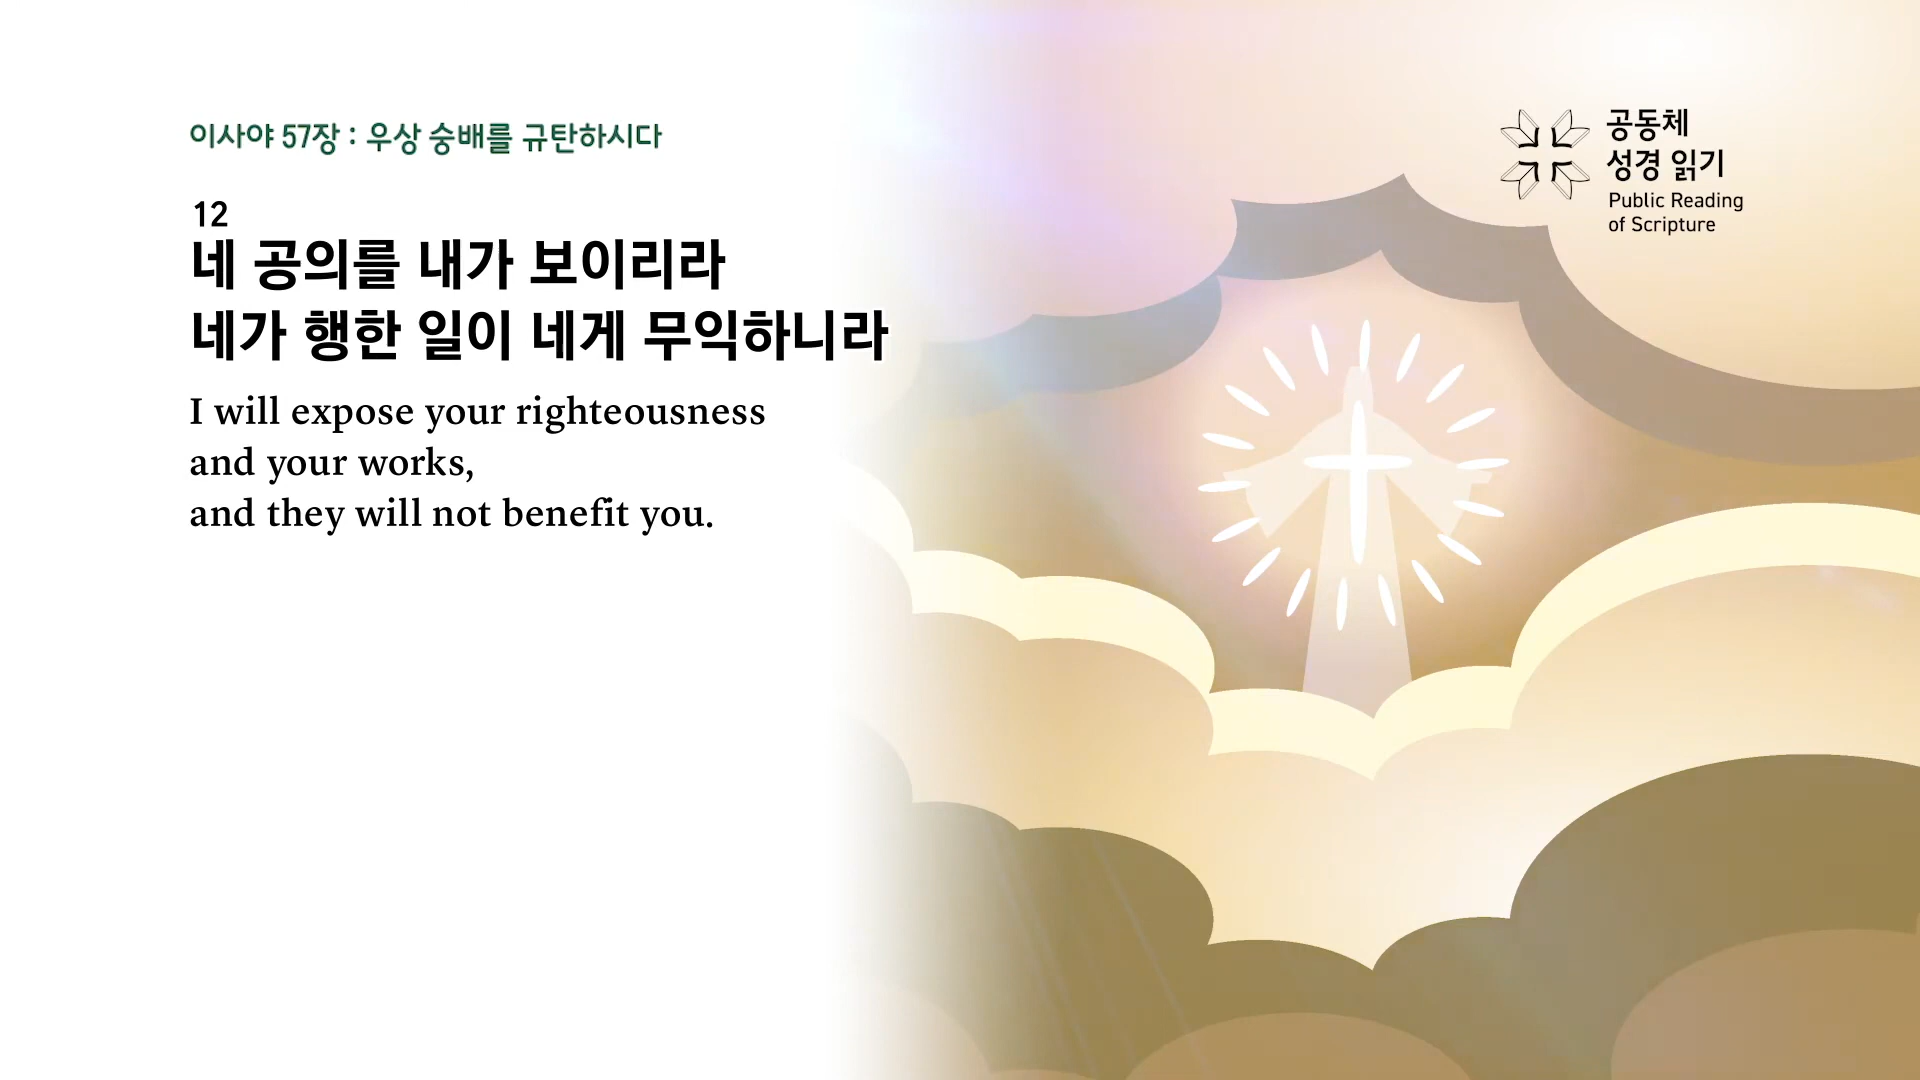 이사야 57장 : 우상 숭배를 규탄하시다
12
네 공의를 내가 보이리라
네가 행한 일이 네게 무익하니라
I will expose your righteousness
and your works,
and they will not benefit you.
공동체
성경 읽기
Public Reading
of Scripture